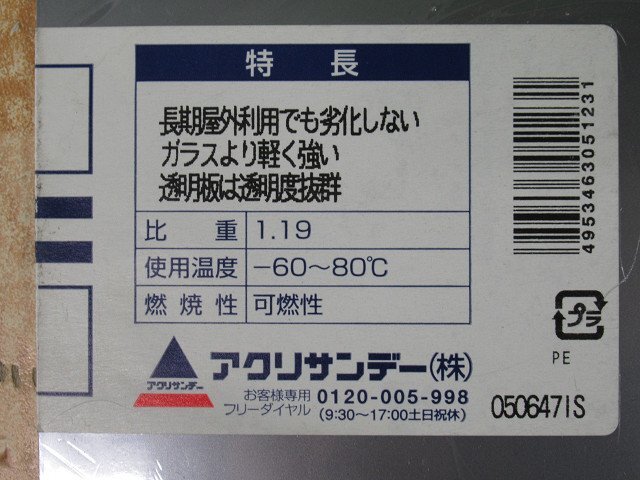 特長
長期屋外利用でも劣化しない
ガラスより軽く強い
透明板は透明度抜群
比重 1.19
使用温度 −60〜80℃
燃焼性 可燃性
アクリサンデー
アクリサンデー(株)
お客様専用
フリーダイヤル
0120-005-998
(9:30〜17:00土日祝休)
4953463051231
プラ
PE
0506471S